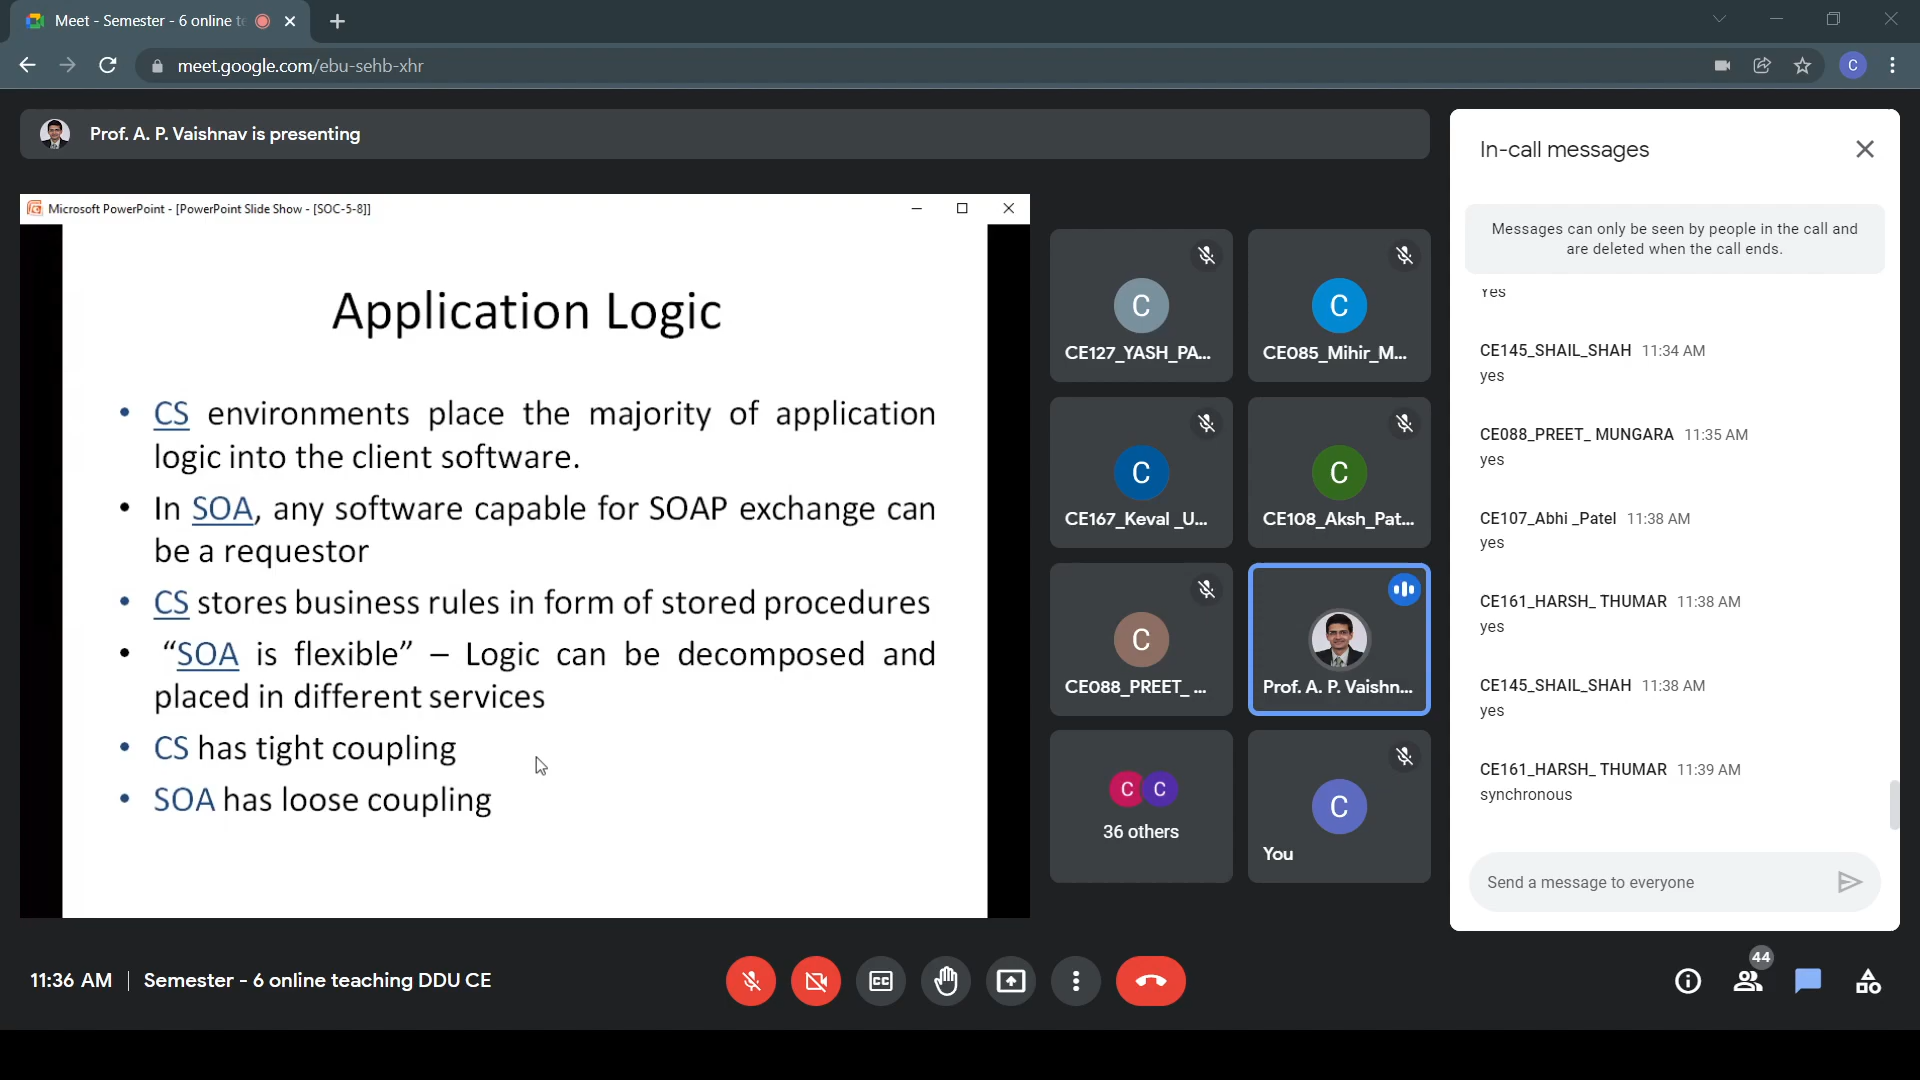 Meet - Semester - 6 online te
meet.google.com/ebu-sehb-xhr
C
Prof. A. P. Vaishnav is presenting
Microsoft PowerPoint - [PowerPoint Slide Show - [SOC-5-8]]
Application Logic
• CS environments place the majority of application
logic into the client software.
• In SOA, any software capable for SOAP exchange can
be a requestor
• CS stores business rules in form of stored procedures
• “SOA is flexible” – Logic can be decomposed and
placed in different services
• CS has tight coupling
• SOA has loose coupling
C
CE127_YASH_PA...
C
CE085_Mihir_M...
C
CE167_Keval _U...
C
CE108_Aksh_Pat...
C
CE088_PREET_ ...
Prof. A. P. Vaishn...
C C
36 others
C
You
In-call messages
Messages can only be seen by people in the call and
are deleted when the call ends.
Yes
CE145_SHAIL_SHAH 11:34 AM
yes
CE088_PREET_ MUNGARA 11:35 AM
yes
CE107_Abhi _Patel 11:38 AM
yes
CE161_HARSH_ THUMAR 11:38 AM
yes
CE145_SHAIL_SHAH 11:38 AM
yes
CE161_HARSH_ THUMAR 11:39 AM
synchronous
Send a message to everyone
11:36 AM | Semester - 6 online teaching DDU CE
44